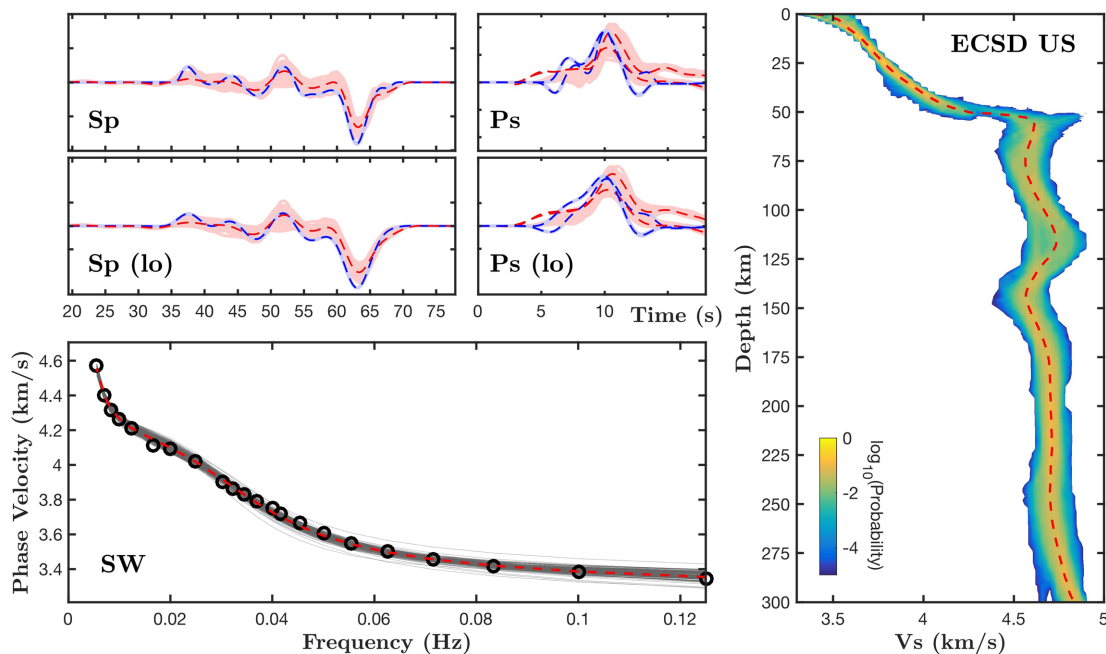 Sp
Ps
Sp (lo)
Ps (lo)
20 25 30 35 40 45 50 55 60 65 70 75
0 5 10 15
Time (s)
4.6
4.4
4.2
4
3.8
3.6
3.4
Phase Velocity (km/s)
SW
0 0.02 0.04 0.06 0.08 0.1 0.12
Frequency (Hz)
ECSD US
0
25
50
75
100
125
150
175
200
225
250
275
300
Depth (km)
0
-2
-4
log10(Probability)
3.5 4 4.5 5
Vs (km/s)